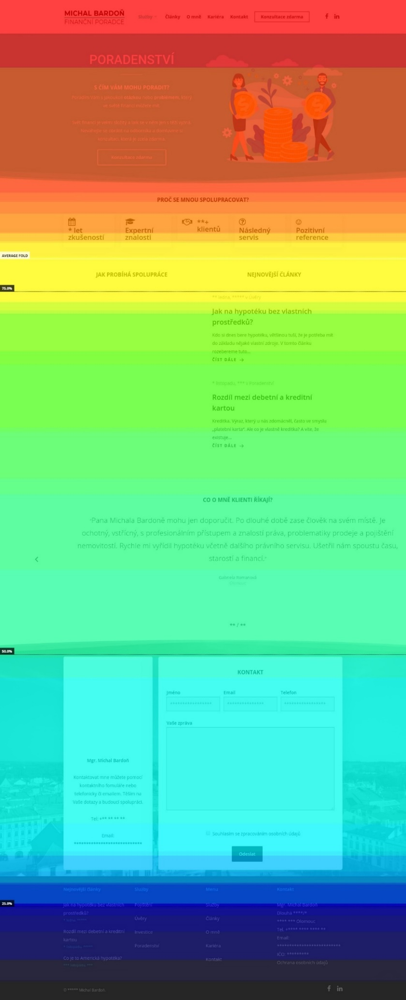 MICHAL BARDOŇ
FINANČNÍ PORADCE
Služby
Články
O mně
Kariéra
Kontakt
Konzultace zdarma
PORADENSTVÍ
S ČÍM VÁM MOHU PORADIT?
Poradím Vám s jakoukoli otázkou nebo problémem, který
ve světě financí můžete mít.
Svět financí je velmi složitý a laik se v něm jen s těží vyzná.
Neváhejte se obrátit na odborníka a domluvme si
konzultaci, která je zcela zdarma.
Konzultace zdarma
PROČ SE MNOU SPOLUPRACOVAT?
* let
zkušeností
Expertní
znalosti
**+
klientů
Následný
servis
Pozitivní
reference
AVERAGE FOLD
JAK PROBÍHÁ SPOLUPRÁCE
NEJNOVĚJŠÍ ČLÁNKY
75.0%
** ledna, ***** v Úvěry
Jak na hypotéku bez vlastních
prostředků?
Kdo si dnes bere hypotéku, většinou tuší, že je potřeba mít
do základu nějaké vlastní zdroje. V tomto článku
rozebereme tuto...
ČÍST DÁLE →
* listopadu, *** v Poradenství
Rozdíl mezi debetní a kreditní
kartou
Kreditka. Výraz, který u nás zdomácněl, často ve smyslu
„platební karta“. Ale co je vlastně kreditka? A víte, že
existuje...
ČÍST DÁLE →
CO O MNĚ KLIENTI ŘÍKAJÍ?
"Pana Michala Bardoně mohu jen doporučit. Po dlouhé době zase člověk na svém místě. Je
ochotný, vstřícný, s profesionálním přístupem a znalostí práva, problematiky prodeje a pojištění
nemovitostí. Rychle mi vyřídil hypotéku včetně dalšího právního servisu. Ušetřil nám spoustu času,
starostí a financí."
Gabriela Romanová
** / **
50.0%
KONTAKT
Jméno
Email
Telefon
*****************
***************
*****************
Vaše zpráva
Mgr. Michal Bardoň
Kontaktovat mne můžete pomocí
kontaktního fomuláře nebo
telefonicky či emailem. Těším na
Vaše dotazy a budoucí spolupráci.
Tel: +** ** ** **
Email:
****************************
Souhlasím se zpracováním osobních údajů
Odeslat
25.0%
Nejnovější články
Jak na hypotéku bez vlastních
prostředků?
* ledna, *****
Rozdíl mezi debetní a kreditní
kartou
* listopadu, *****
Co je to Americká hypotéka?
*** listopadu, ***
Služby
Pojištění
Úvěry
Investice
Poradenství
Menu
Služby
Články
O mně
Kariéra
Kontakt
Kontakt
Mgr. Michal Bardoň
Dlouhá ****/*
**** *** Olomouc
Tel. +**** **** **** **
Email:
**************************
IČO: *********
Ochrana osobních údajů
© ***** Michal Bardoň.